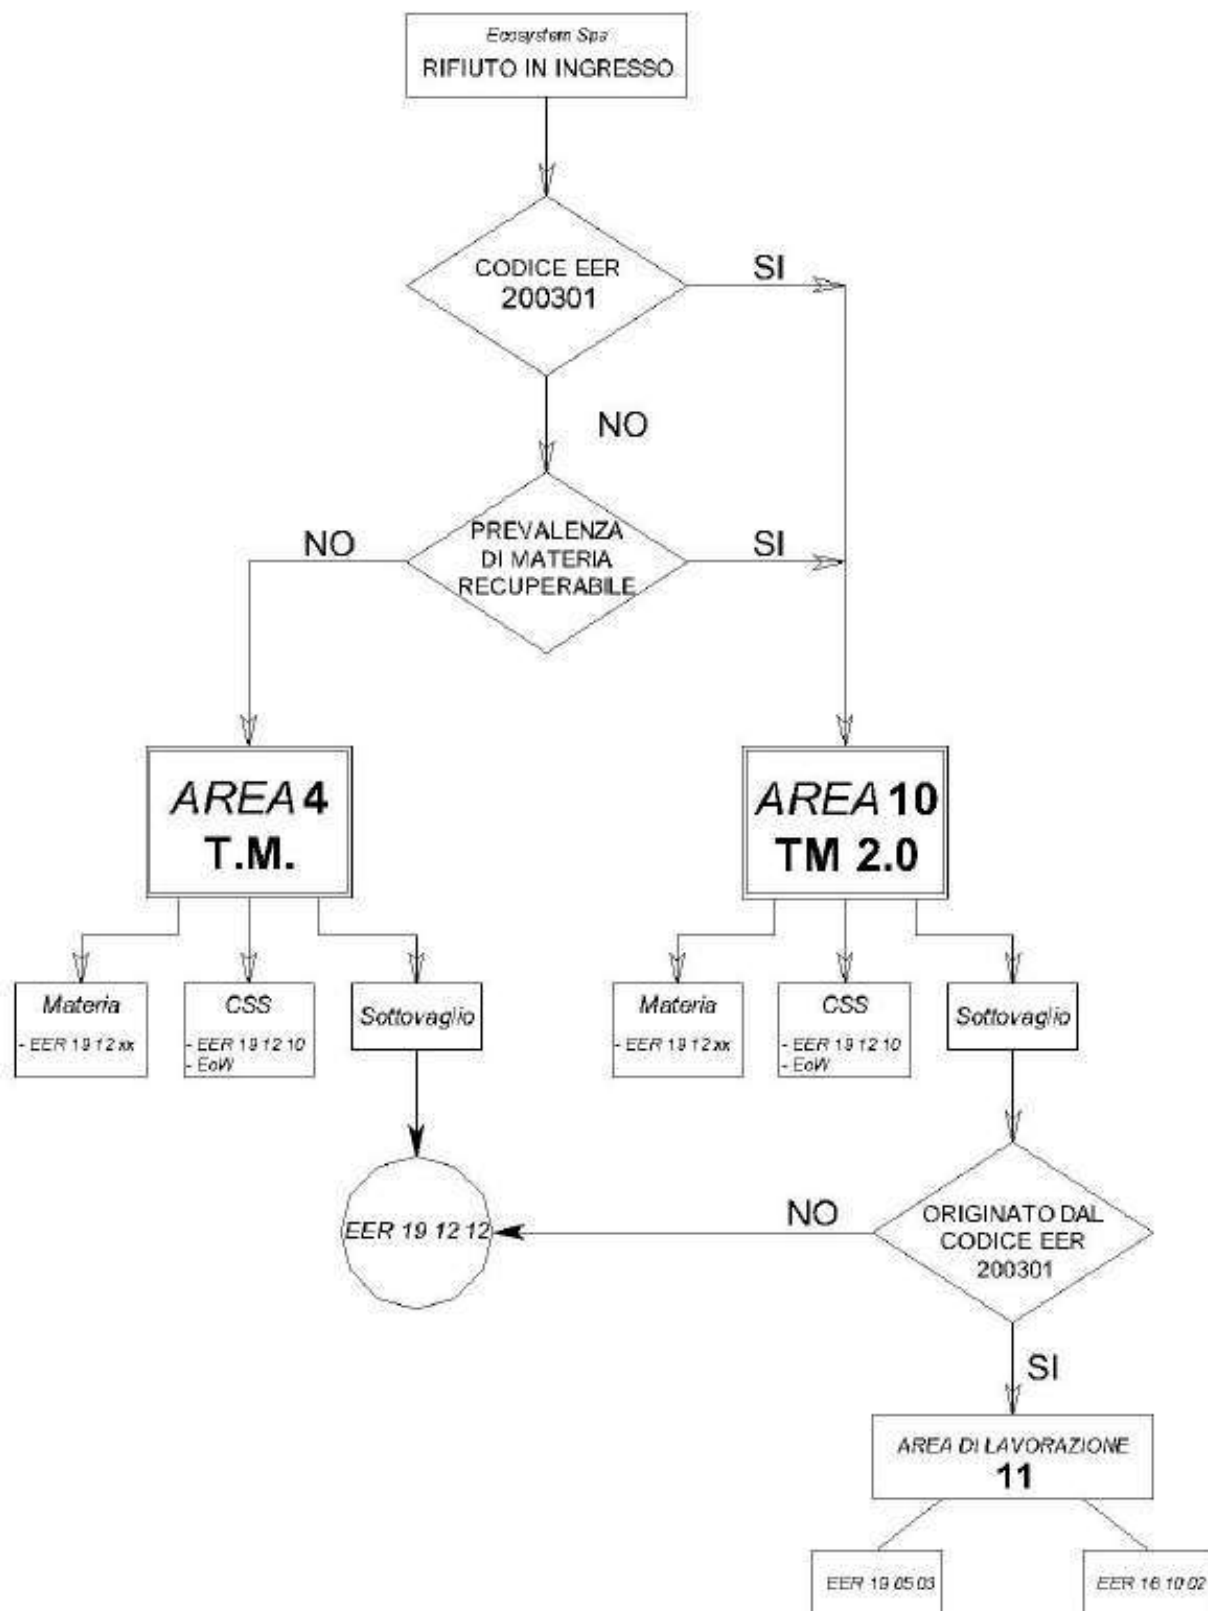 Ecosystem Spa
RIFIUTO IN INGRESSO
CODICE EER
200301
SI
NO
PREVALENZA
DI MATERIA
RECUPERABILE
NO
SI
AREA 4
T.M.
AREA 10
TM 2.0
Materia
- EER 19 12 xx
CSS
- EER 19 12 10
- EoW
Sottovaglio
Materia
- EER 19 12 xx
CSS
- EER 19 12 10
- EoW
Sottovaglio
EER 19 12 12
NO
ORIGINATO DAL
CODICE EER
200301
SI
AREA DI LAVORAZIONE
11
EER 19 05 03
EER 16 10 02